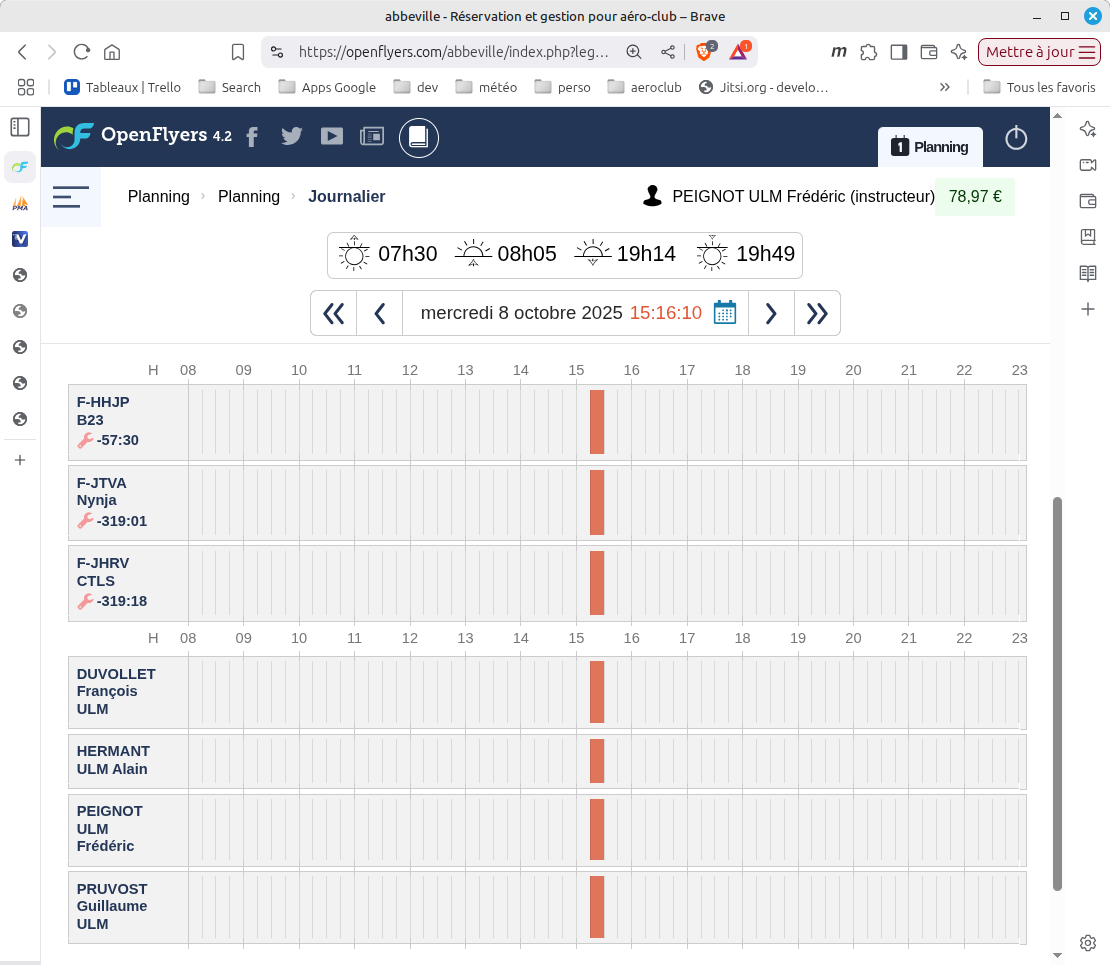 abbeville - Réservation et gestion pour aéro-club – Brave
https://openflyers.com/abbeville/index.php?leg…
2
1
m
Mettre à jour
Tableaux | Trello
Search
Apps Google
dev
météo
perso
aeroclub
Jitsi.org - develo…
Tous les favoris
OpenFlyers 4.2
1 Planning
Planning › Planning › Journalier
PEIGNOT ULM Frédéric (instructeur)
78,97 €
PMA
V
07h30 08h05 19h14 19h49
mercredi 8 octobre 2025 15:16:10
H 08 09 10 11 12 13 14 15 16 17 18 19 20 21 22 23
F-HHJP
B23
-57:30
F-JTVA
Nynja
-319:01
F-JHRV
CTLS
-319:18
H 08 09 10 11 12 13 14 15 16 17 18 19 20 21 22 23
DUVOLLET
François
ULM
HERMANT
ULM Alain
PEIGNOT
ULM
Frédéric
PRUVOST
Guillaume
ULM